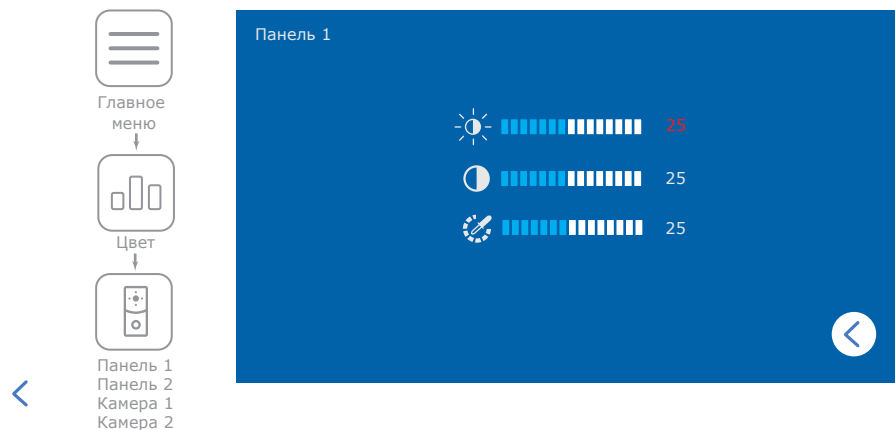 Главное
меню
Цвет
Панель 1
Панель 2
Камера 1
Камера 2
Панель 1
25
25
25